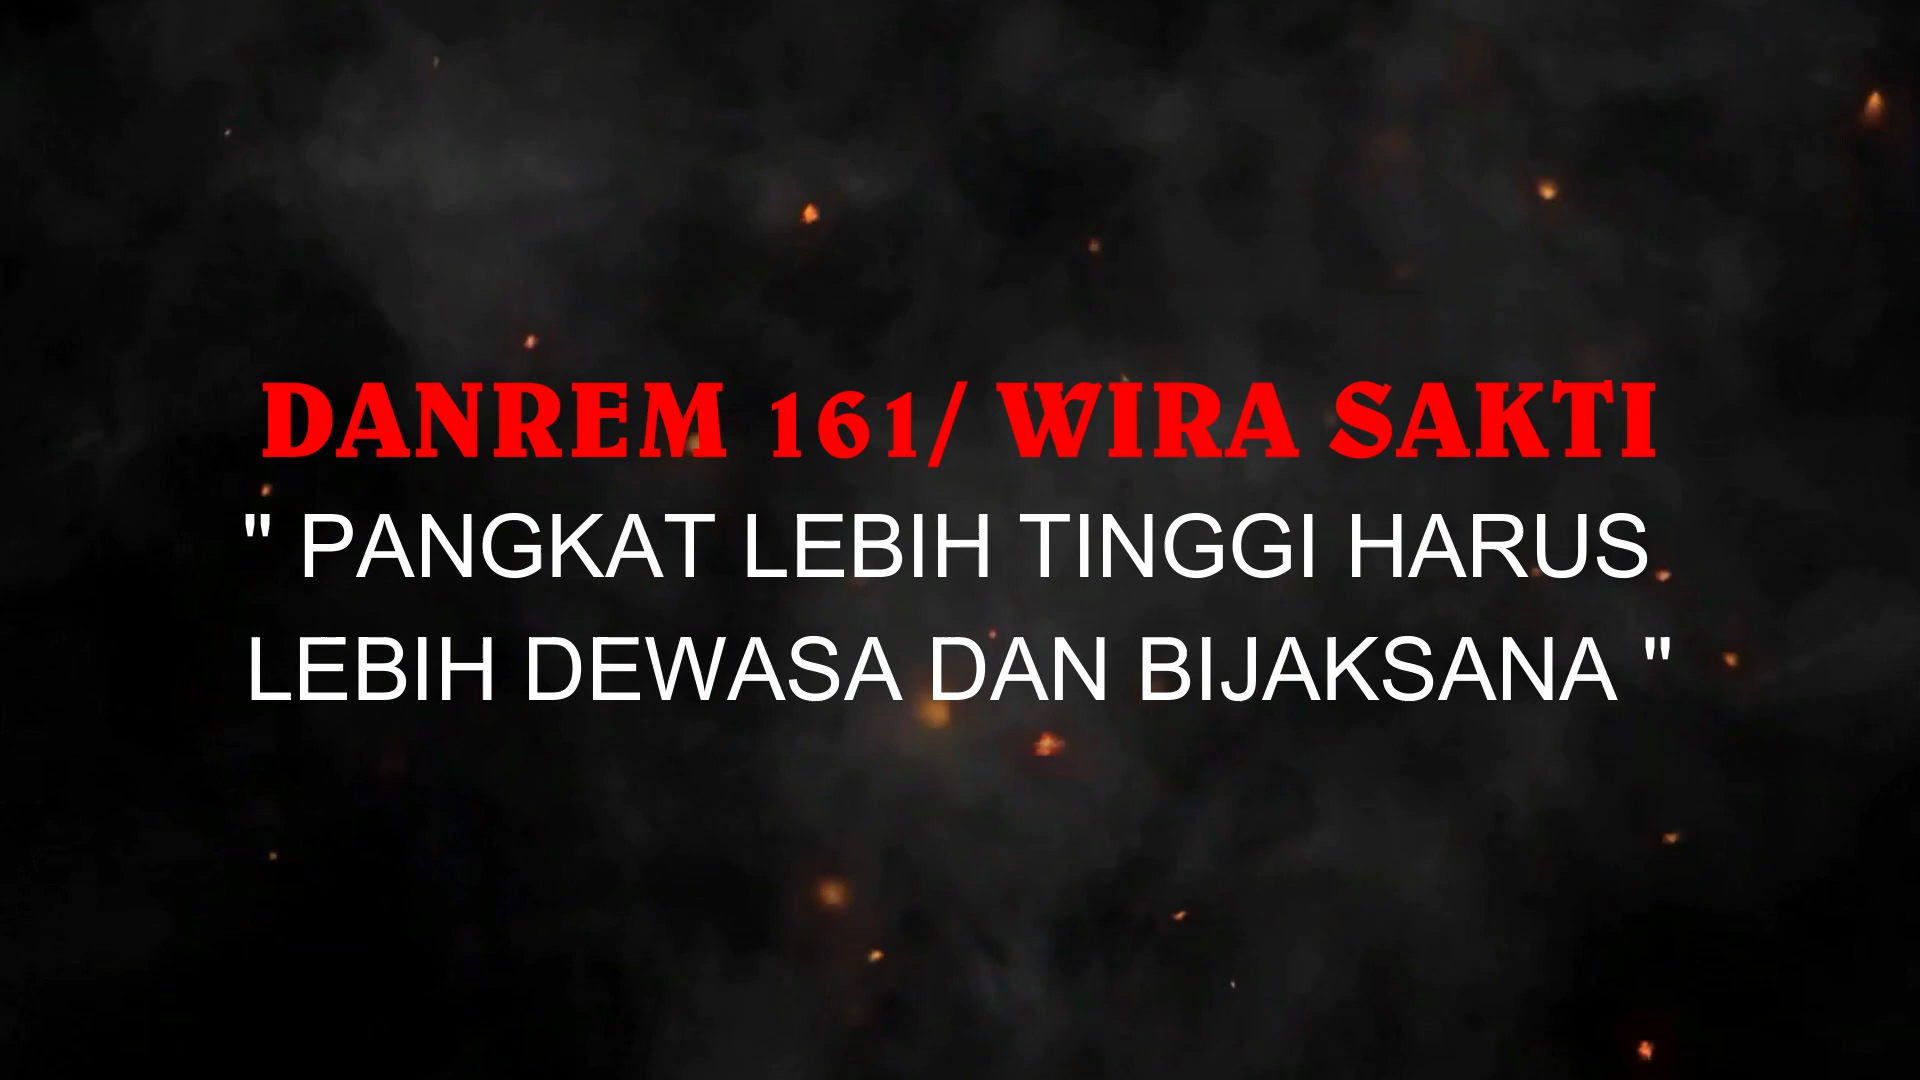 DANREM 161/ WIRA SAKTI
" PANGKAT LEBIH TINGGI HARUS
LEBIH DEWASA DAN BIJAKSANA "